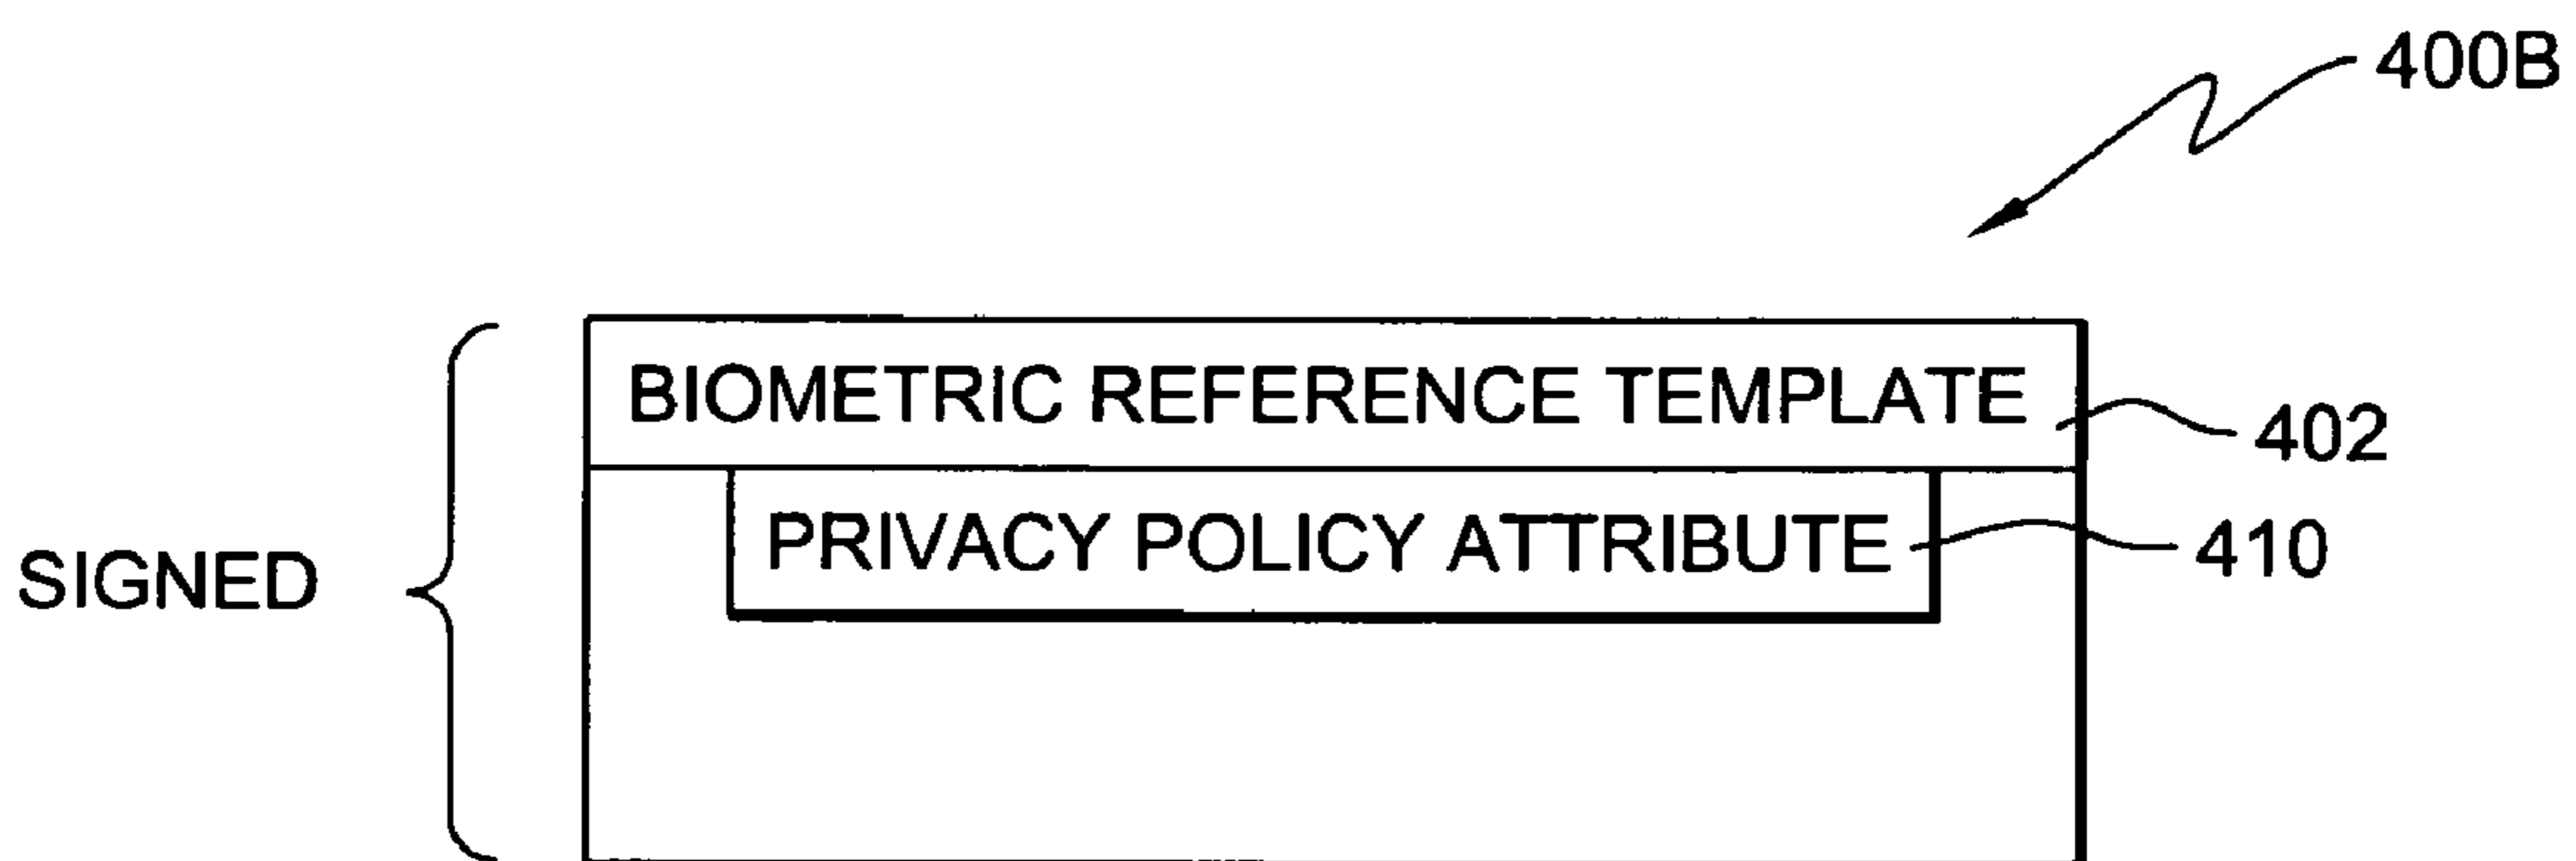 400B
BIOMETRIC REFERENCE TEMPLATE
402
PRIVACY POLICY ATTRIBUTE
410
SIGNED